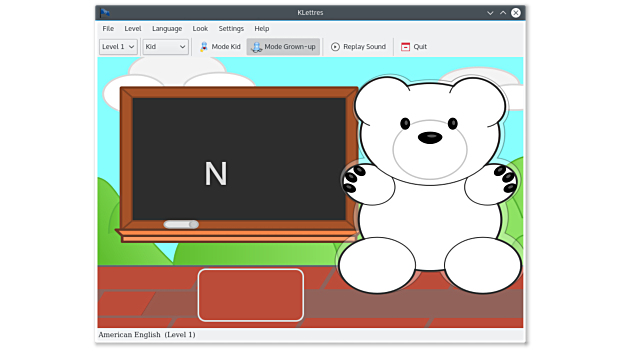 KLettres
File Level Language Look Settings Help
Level 1 Kid Mode Kid Mode Grown-up Replay Sound Quit
N
American English (Level 1)